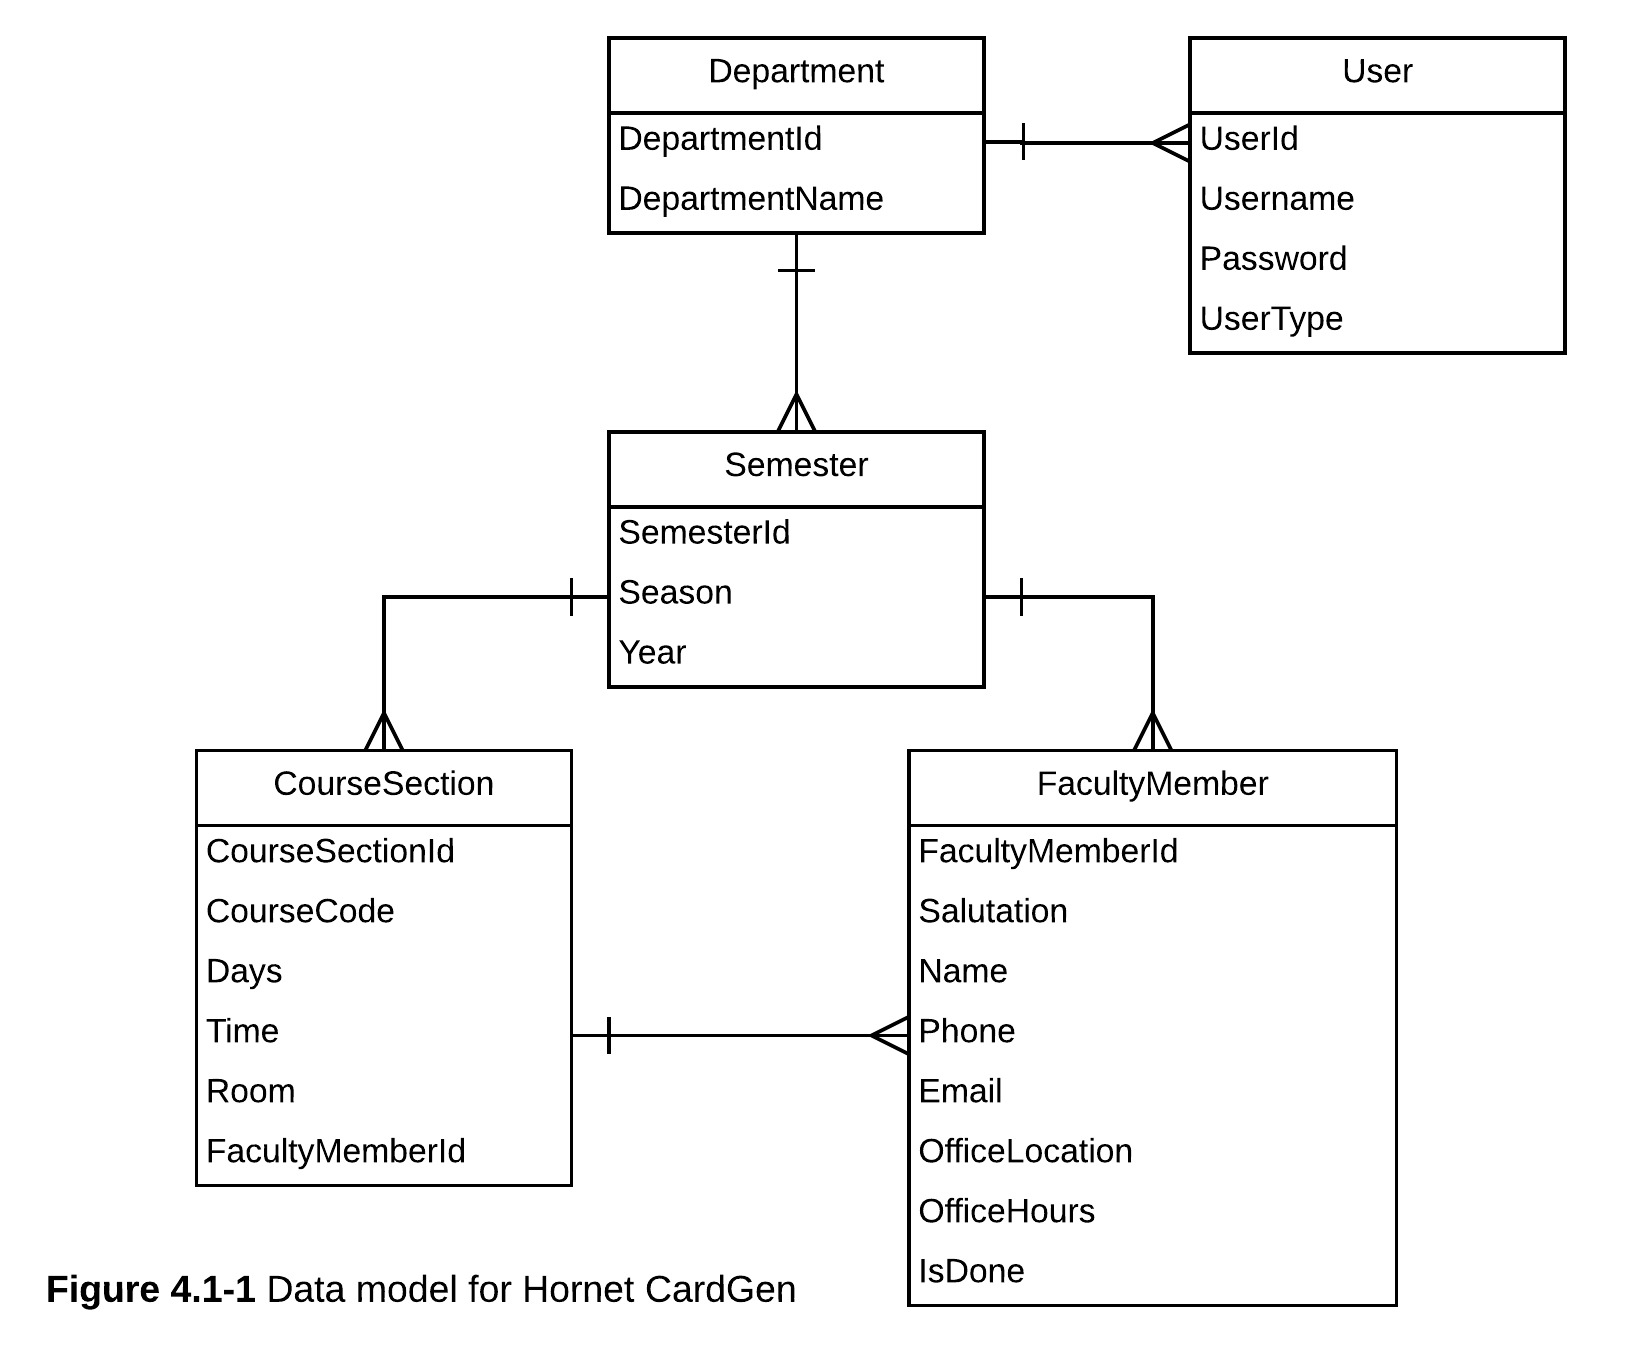 Department
DepartmentId
DepartmentName
User
UserId
Username
Password
UserType
Semester
SemesterId
Season
Year
CourseSection
CourseSectionId
CourseCode
Days
Time
Room
FacultyMemberId
FacultyMember
FacultyMemberId
Salutation
Name
Phone
Email
OfficeLocation
OfficeHours
IsDone
Figure 4.1-1 Data model for Hornet CardGen